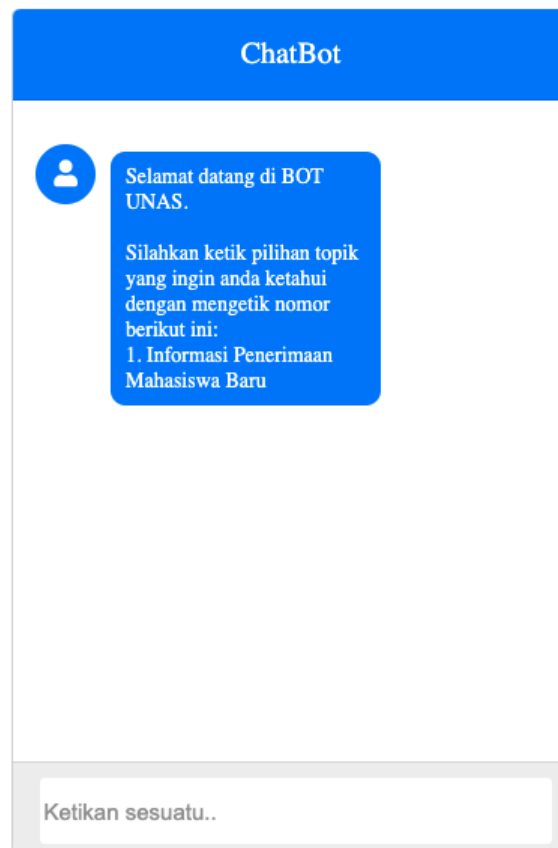 ChatBot
Selamat datang di BOT
UNAS.
Silahkan ketik pilihan topik
yang ingin anda ketahui
dengan mengetik nomor
berikut ini:
1. Informasi Penerimaan
Mahasiswa Baru
Ketikan sesuatu..